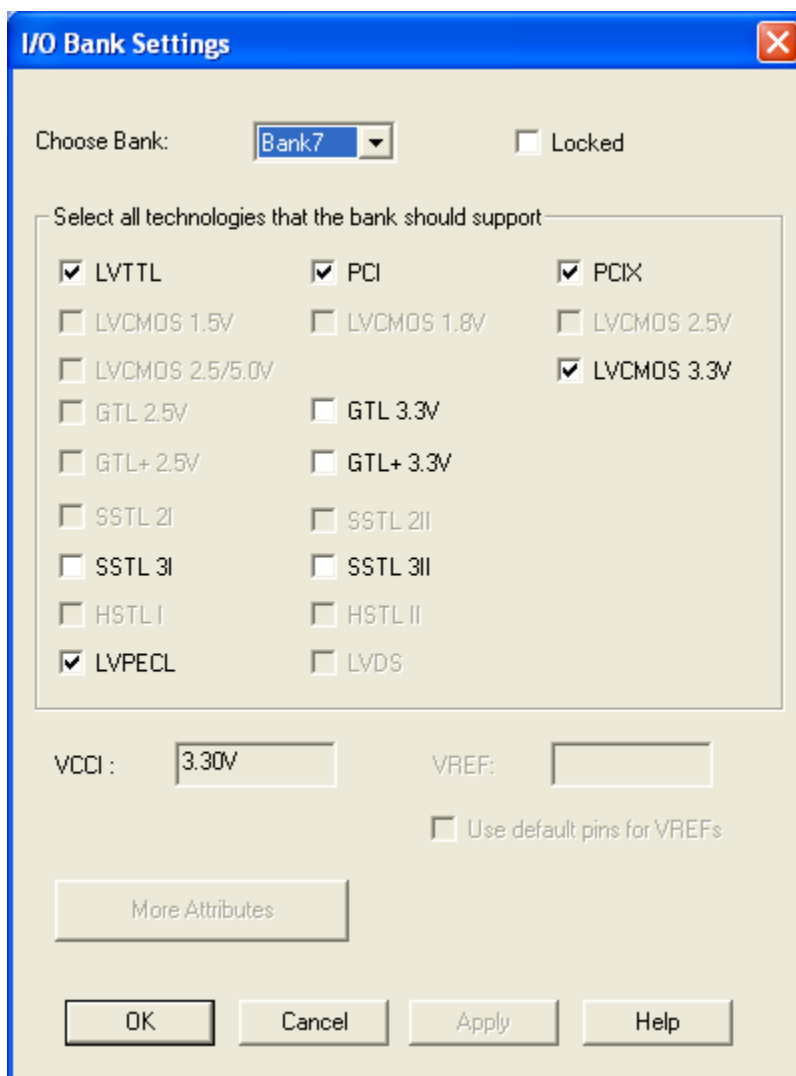 I/O Bank Settings
Choose Bank: Bank7 Locked
Select all technologies that the bank should support
LVTTL PCI PCIX
LVCMOS 1.5V LVCMOS 1.8V LVCMOS 2.5V
LVCMOS 2.5/5.0V LVCMOS 3.3V
GTL 2.5V GTL 3.3V
GTL+ 2.5V GTL+ 3.3V
SSTL 2I SSTL 2II
SSTL 3I SSTL 3II
HSTL I HSTL II
LVPECL LVDS
VCCI : 3.30V VREF:
Use default pins for VREFs
More Attributes
OK Cancel Apply Help